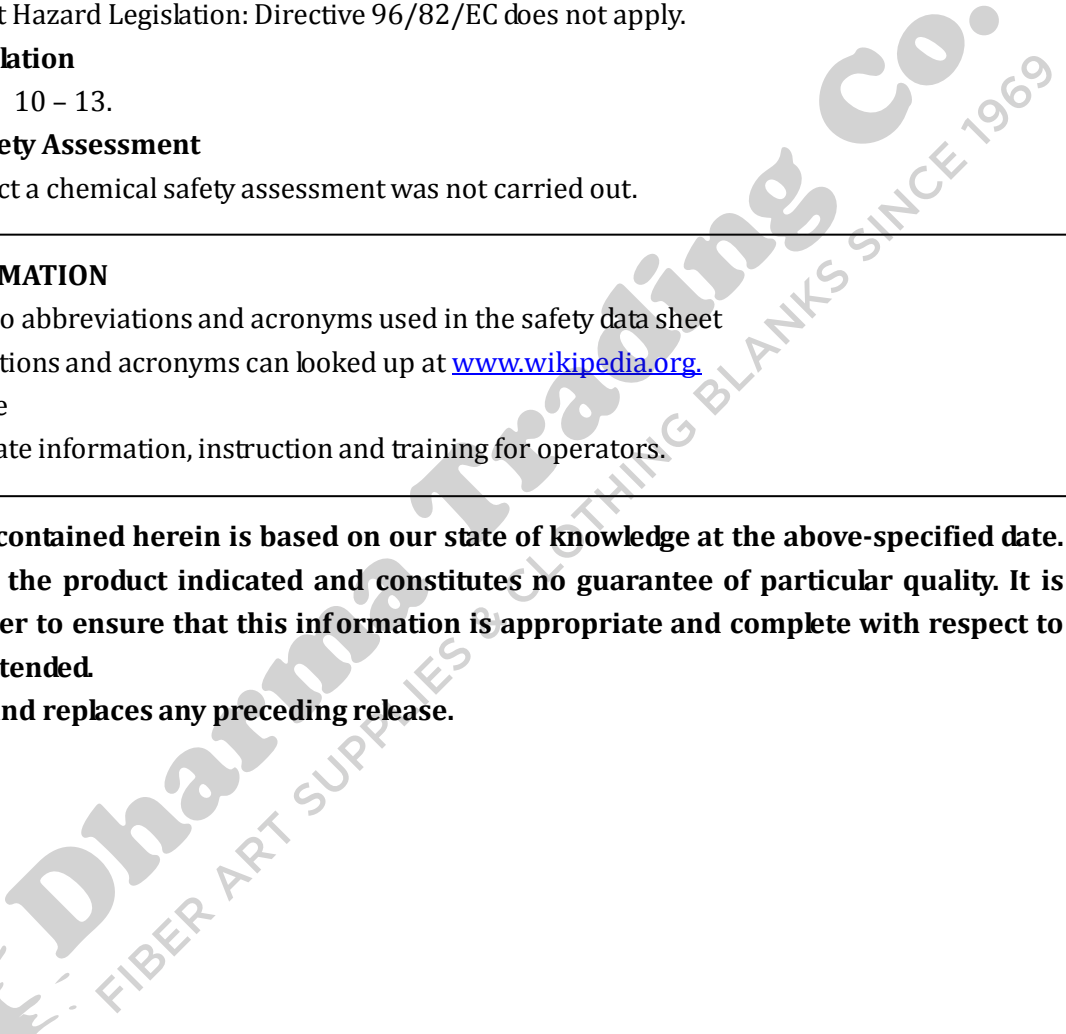 t Hazard Legislation: Directive 96/82/EC does not apply.
lation
10 – 13.
ety Assessment
ct a chemical safety assessment was not carried out.
RMATION
o abbreviations and acronyms used in the safety data sheet
tions and acronyms can looked up at www.wikipedia.org.
e
ate information, instruction and training for operators.
contained herein is based on our state of knowledge at the above-specified date.
the product indicated and constitutes no guarantee of particular quality. It is
er to ensure that this information is appropriate and complete with respect to
tended.
nd replaces any preceding release.
Dharma Trading Co.
FIBER ART SUPPLIES & CLOTHING BLANKS SINCE 1969